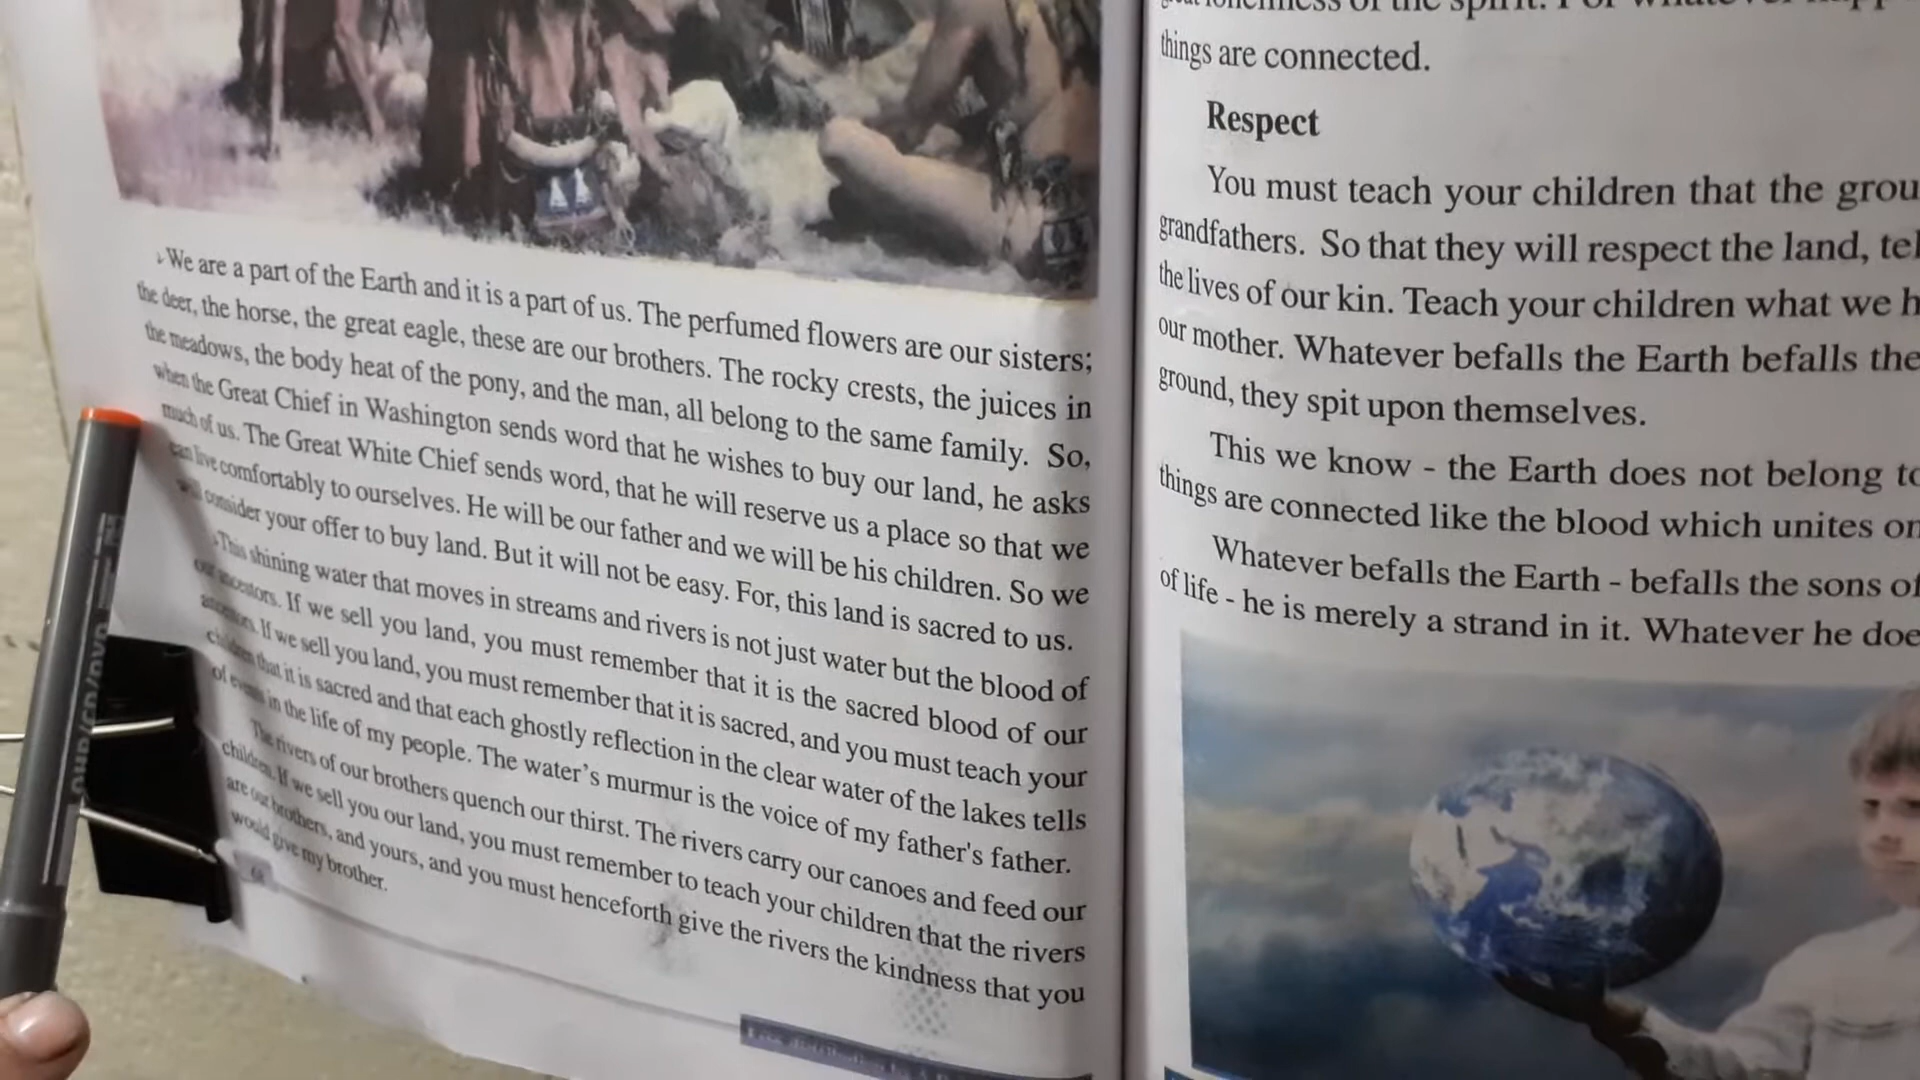 We are a part of the Earth and it is a part of us. The perfumed flowers are our sisters;
the deer, the horse, the great eagle, these are our brothers. The rocky crests, the juices in
the meadows, the body heat of the pony, and the man, all belong to the same family. So,
when the Great Chief in Washington sends word that he wishes to buy our land, he asks
much of us. The Great White Chief sends word, that he will reserve us a place so that we
can live comfortably to ourselves. He will be our father and we will be his children. So we
will consider your offer to buy land. But it will not be easy. For, this land is sacred to us.
This shining water that moves in streams and rivers is not just water but the blood of
our ancestors. If we sell you land, you must remember that it is the sacred blood of our
ancestors. If we sell you land, you must remember that it is sacred, and you must teach your
children that it is sacred and that each ghostly reflection in the clear water of the lakes tells
of events in the life of my people. The water's murmur is the voice of my father's father.
The rivers of our brothers quench our thirst. The rivers carry our canoes and feed our
children. If we sell you our land, you must remember to teach your children that the rivers
are our brothers, and yours, and you must henceforth give the rivers the kindness that you
would give my brother.
68
of the spirit. For
things are connected.
Respect
You must teach your children that the grou
grandfathers. So that they will respect the land, tel
the lives of our kin. Teach your children what we h
our mother. Whatever befalls the Earth befalls the
ground, they spit upon themselves.
This we know - the Earth does not belong to
things are connected like the blood which unites on
Whatever befalls the Earth - befalls the sons of
of life - he is merely a strand in it. Whatever he doe
OHP/CD/DVD